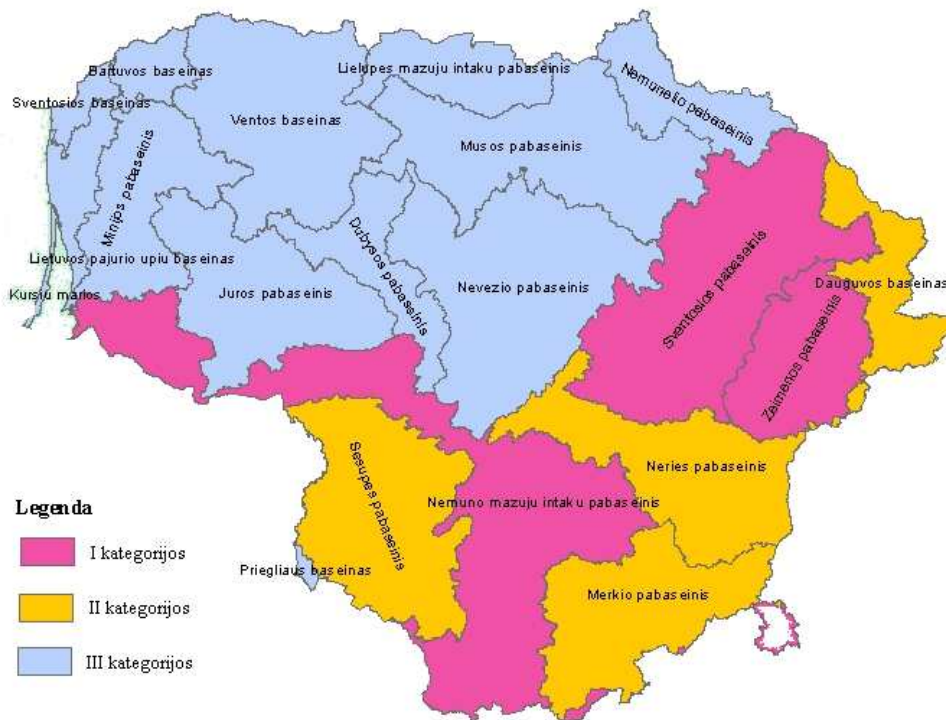 Bartuvos baseinas
Lielupes mazuju intaku pabaseinis
Nemunelio pabaseinis
Sventosios baseinas
Ventos baseinas
Musos pabaseinis
Minijos pabaseinis
Lietuvos pajurio upiu baseinas
Dubysos pabaseinis
Sventosios pabaseinis
Dauguvos baseinas
Kursiu marios
Juros pabaseinis
Nevezio pabaseinis
Zeimenos pabaseinis
Sesupes pabaseinis
Neries pabaseinis
Nemuno mazuju intaku pabaseinis
Priegliaus baseinas
Merkio pabaseinis
Legenda
I kategorijos
II kategorijos
III kategorijos